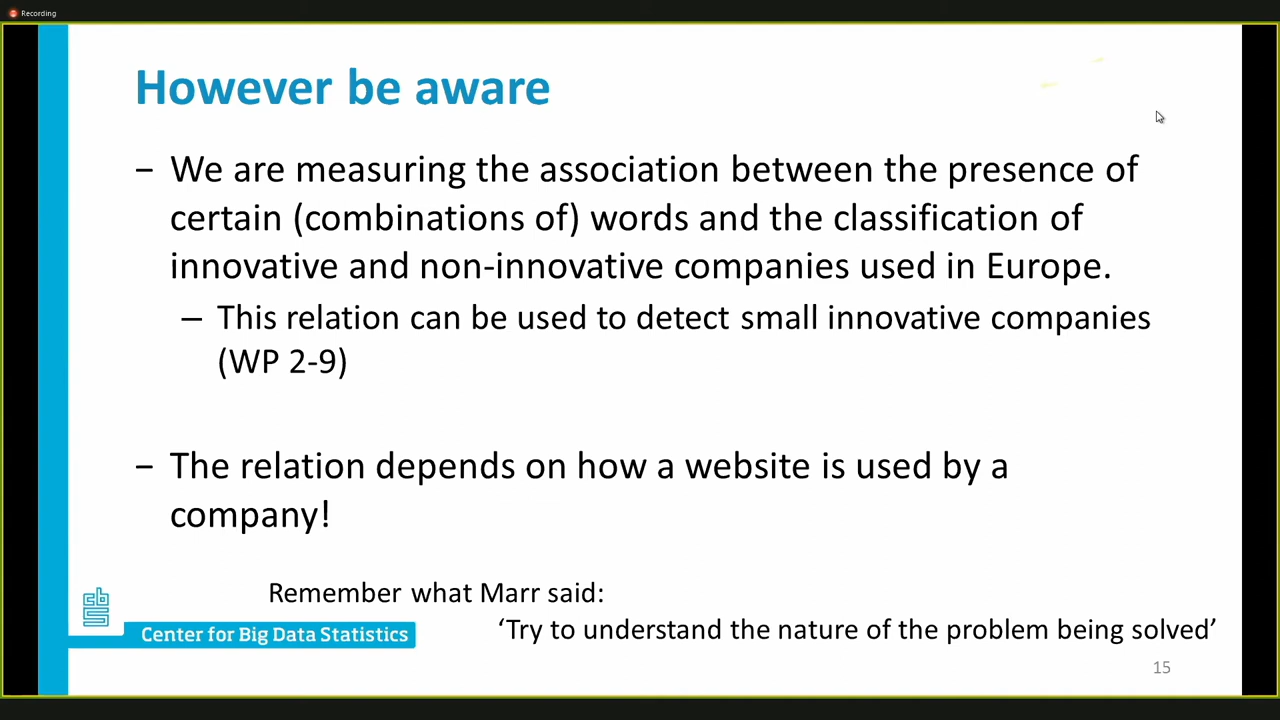 Recording
However be aware
− We are measuring the association between the presence of
certain (combinations of) words and the classification of
innovative and non-innovative companies used in Europe.
– This relation can be used to detect small innovative companies
(WP 2-9)
− The relation depends on how a website is used by a
company!
Remember what Marr said:
‘Try to understand the nature of the problem being solved’
cbs
Center for Big Data Statistics
15